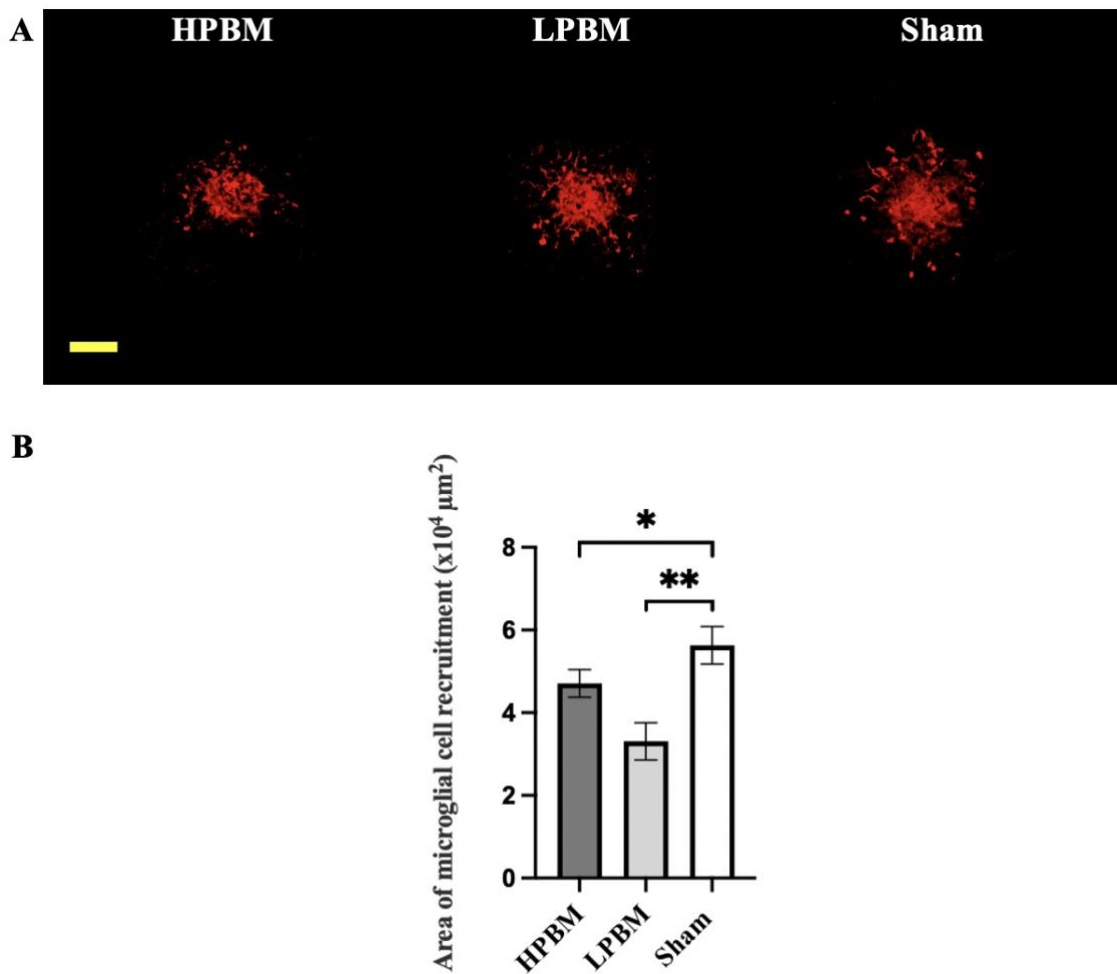 A
HPBM LPBM Sham
B
Area of microglial cell recruitment (x10⁴ µm²)
*
**
8
6
4
2
0
HPBM LPBM Sham